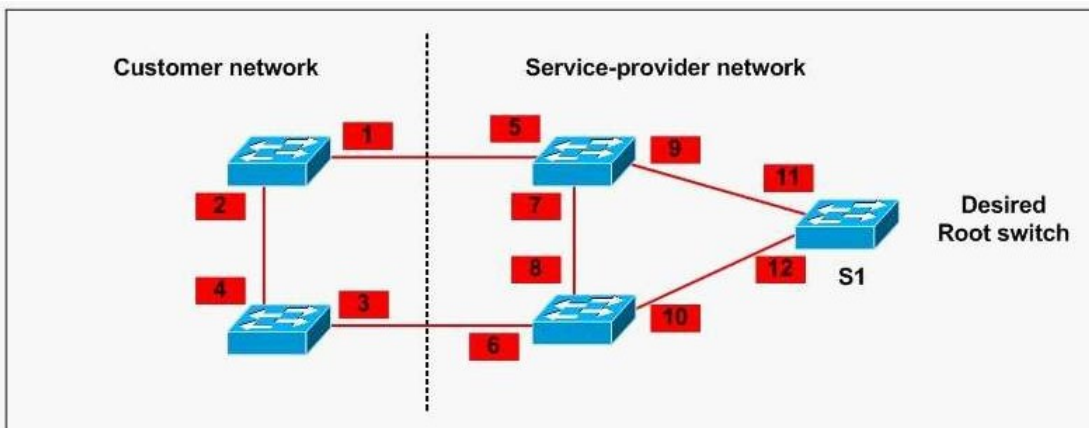 Customer network
Service-provider network
1
5
9
11
2
7
Desired
Root switch
8
12
S1
4
3
10
6